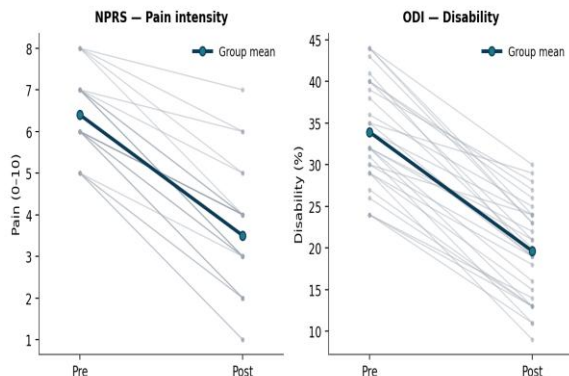 NPRS — Pain intensity
Group mean
8
7
6
5
4
3
2
1
Pain (0–10)
Pre
Post
ODI — Disability
Group mean
45
40
35
30
25
20
15
10
Disability (%)
Pre
Post